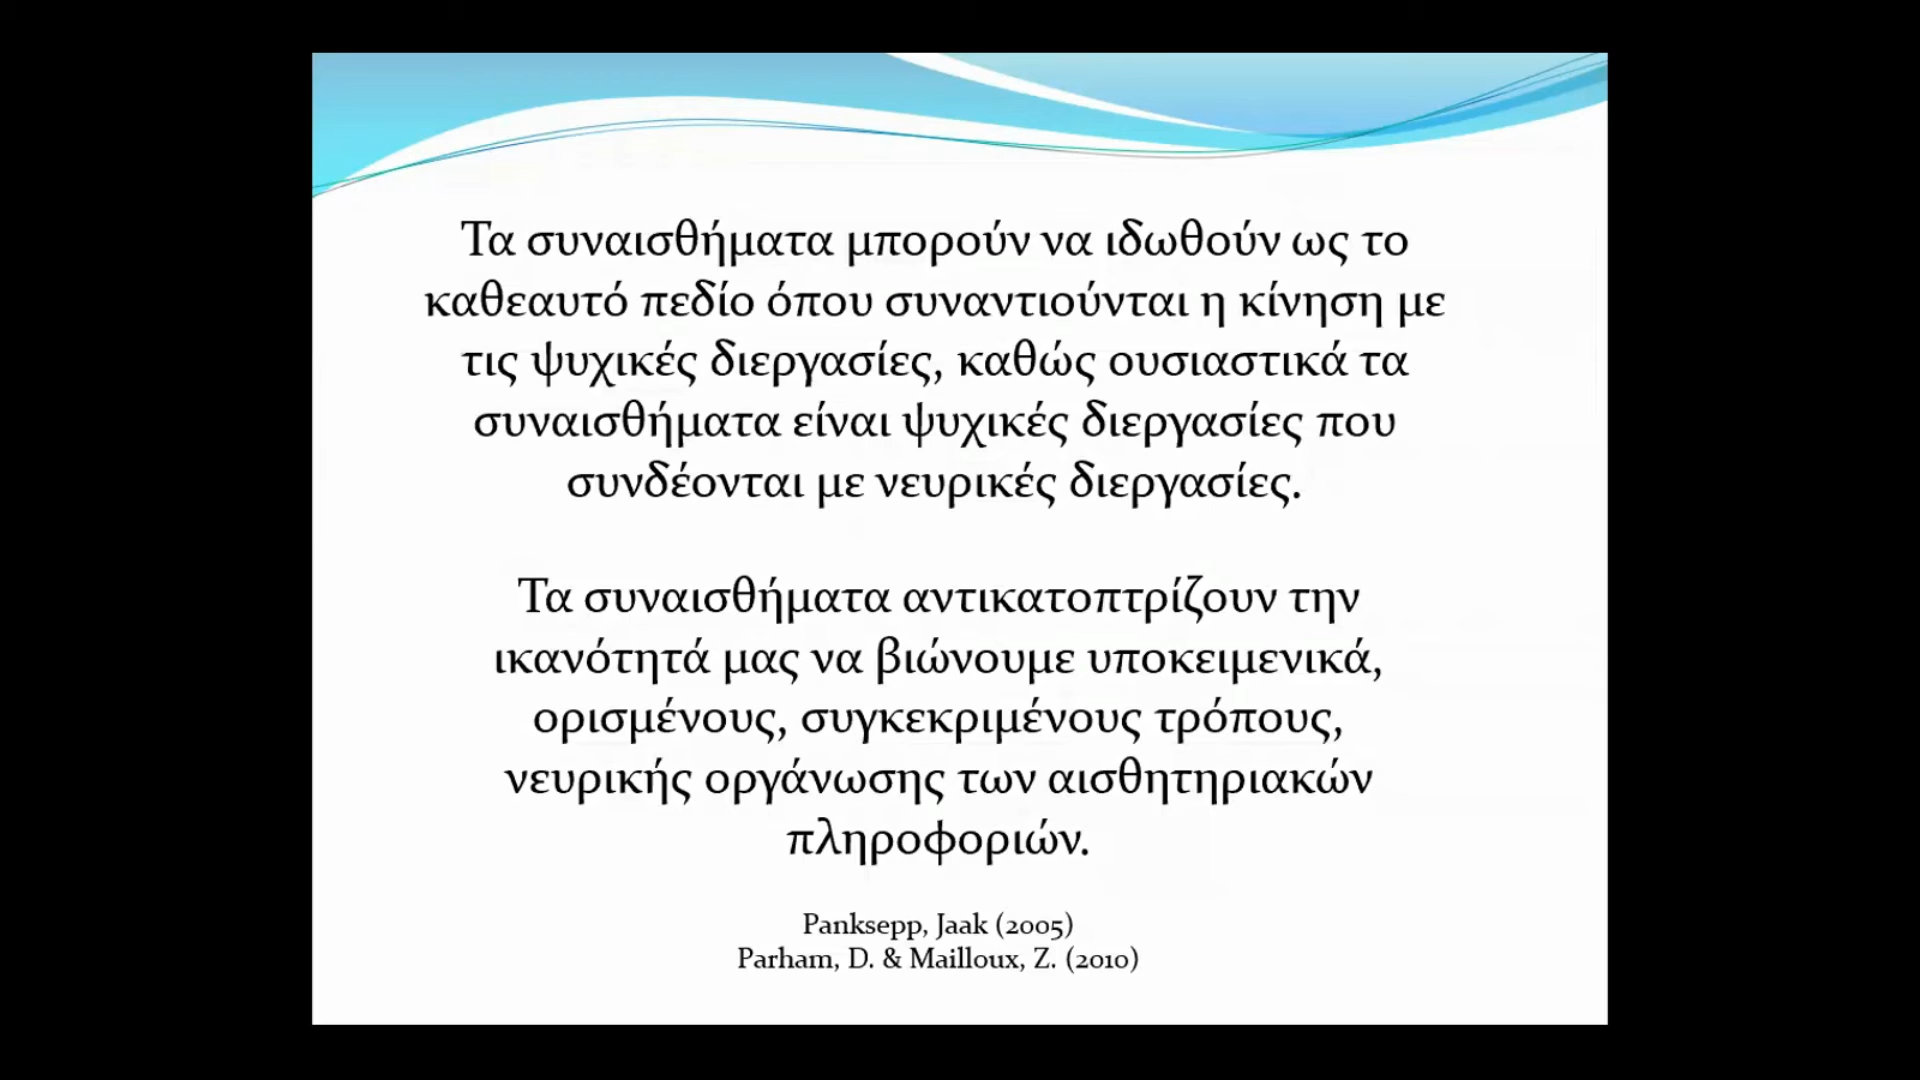 Τα συναισθήματα μπορούν να ιδωθούν ως το
καθεαυτό πεδίο όπου συναντιούνται η κίνηση με
τις ψυχικές διεργασίες, καθώς ουσιαστικά τα
συναισθήματα είναι ψυχικές διεργασίες που
συνδέονται με νευρικές διεργασίες.
Τα συναισθήματα αντικατοπτρίζουν την
ικανότητά μας να βιώνουμε υποκειμενικά,
ορισμένους, συγκεκριμένους τρόπους,
νευρικής οργάνωσης των αισθητηριακών
πληροφοριών.
Panksepp, Jaak (2005)
Parham, D. & Mailloux, Z. (2010)